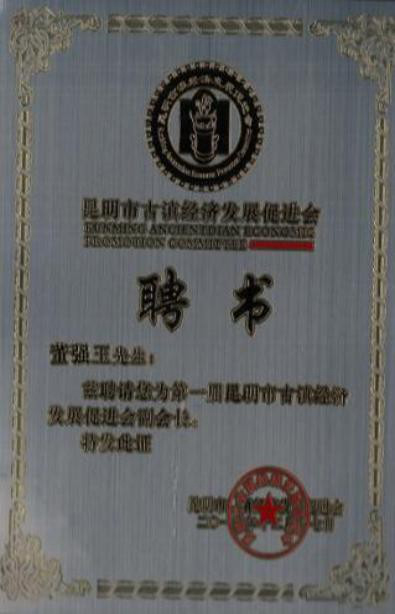 昆明市古滇经济发展促进会
KUNMING ANCIENTDIAN ECONOMIC
PROMOTION COMMITTEE
聘书
董强玉先生：
兹聘请您为第一届昆明市古滇经济
发展促进会副会长。
特发此证